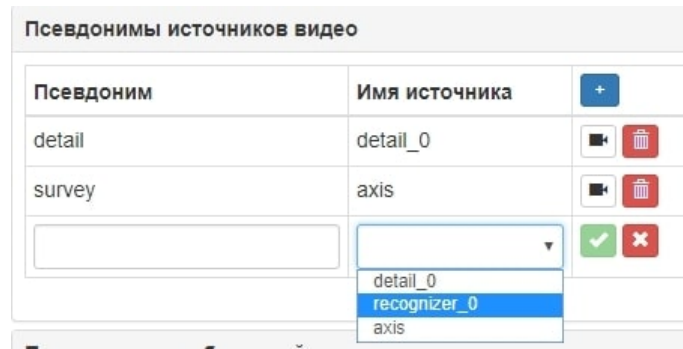 Псевдонимы источников видео
Псевдоним Имя источника +
detail detail_0
survey axis
detail_0
recognizer_0
axis